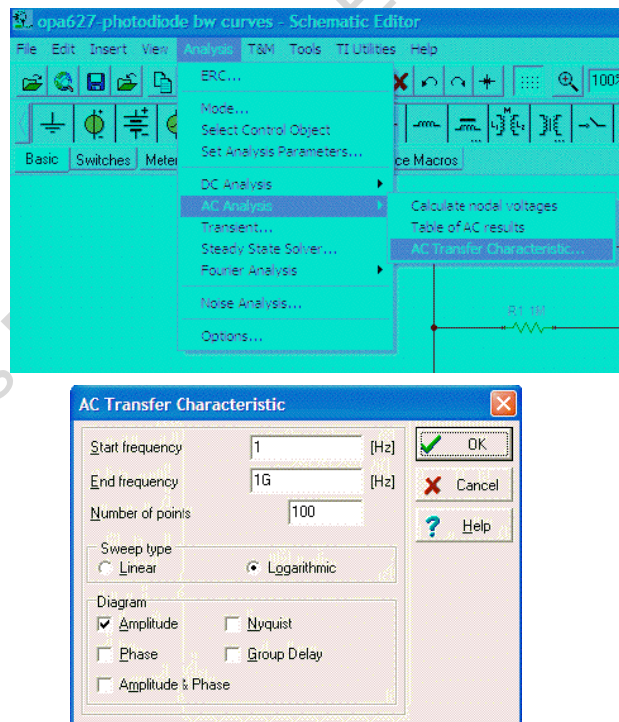 opa627-photodiode bw curves - Schematic Editor
File Edit Insert View Analysis T&M Tools TI Utilities Help
100%
ERC...
Mode...
Select Control Object
Set Analysis Parameters...
Basic Switches Meter ce Macros
DC Analysis
AC Analysis
Calculate nodal voltages
Transient...
Table of AC results
Steady State Solver...
AC Transfer Characteristic...
Fourier Analysis
Noise Analysis...
R1 1M
Options...
AC Transfer Characteristic
Start frequency 1 [Hz] OK
End frequency 1G [Hz] Cancel
Number of points 100 Help
Sweep type
Linear Logarithmic
Diagram
Amplitude Nyquist
Phase Group Delay
Amplitude & Phase